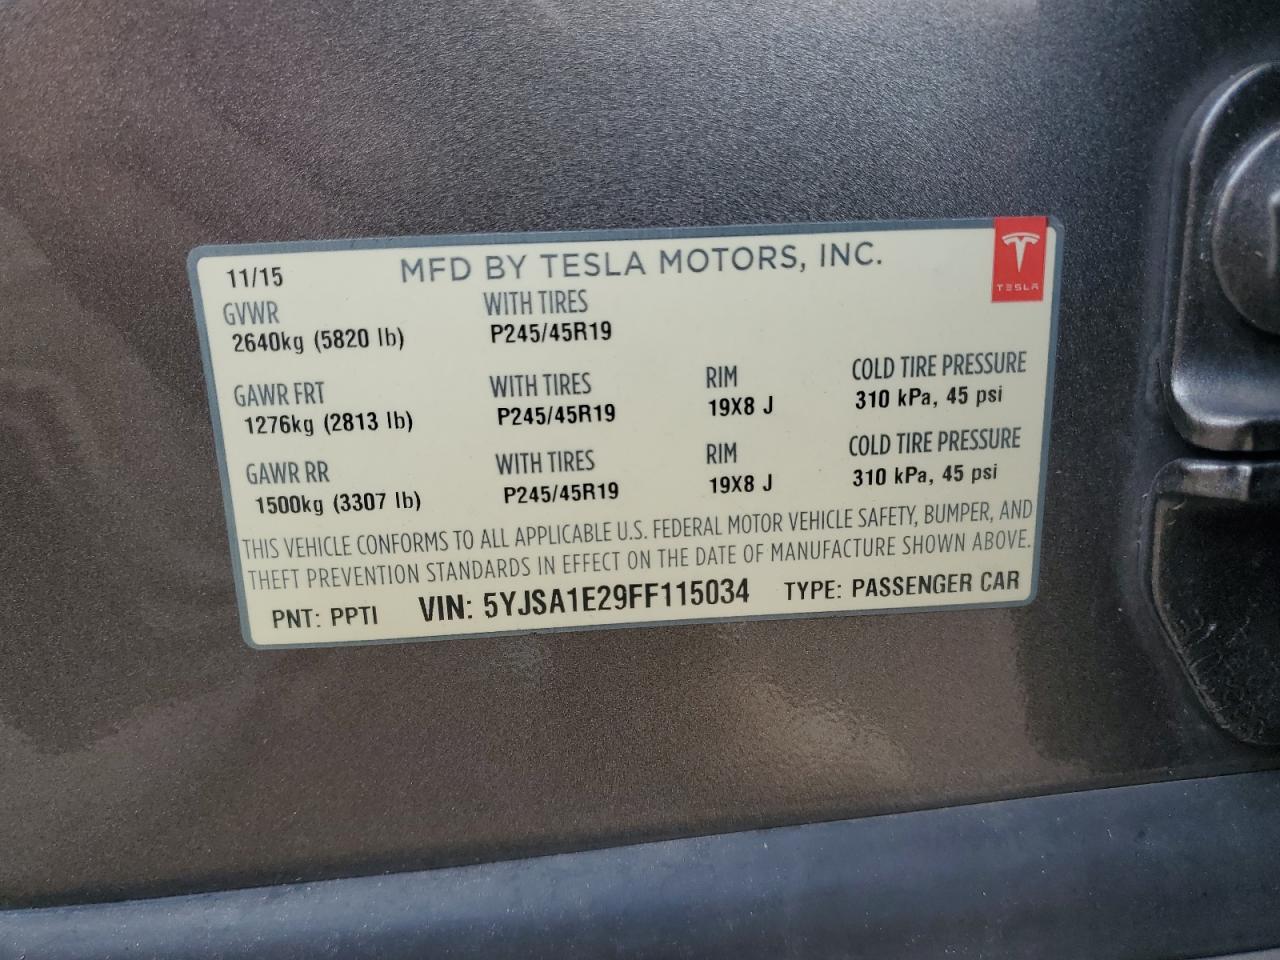 11/15 MFD BY TESLA MOTORS, INC.
TESLA
GVWR WITH TIRES
2640kg (5820 lb) P245/45R19
GAWR FRT WITH TIRES RIM COLD TIRE PRESSURE
1276kg (2813 lb) P245/45R19 19X8 J 310 kPa, 45 psi
GAWR RR WITH TIRES RIM COLD TIRE PRESSURE
1500kg (3307 lb) P245/45R19 19X8 J 310 kPa, 45 psi
THIS VEHICLE CONFORMS TO ALL APPLICABLE U.S. FEDERAL MOTOR VEHICLE SAFETY, BUMPER, AND
THEFT PREVENTION STANDARDS IN EFFECT ON THE DATE OF MANUFACTURE SHOWN ABOVE.
PNT: PPTI VIN: 5YJSA1E29FF115034 TYPE: PASSENGER CAR